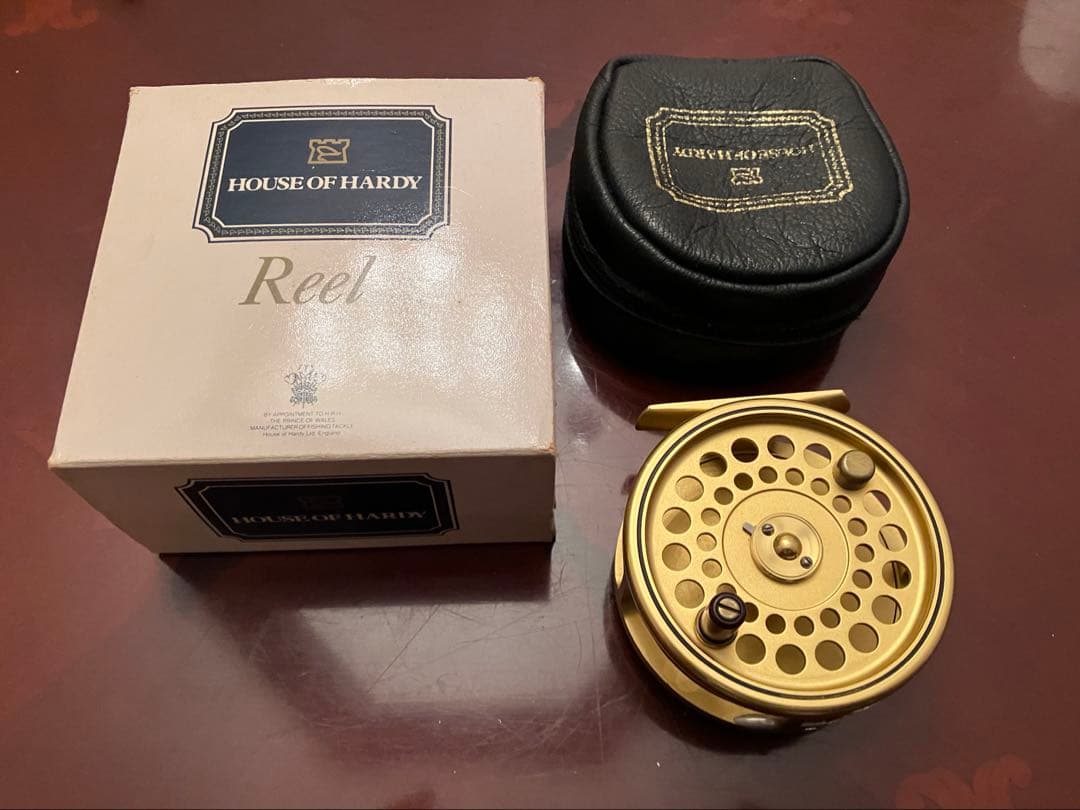 HOUSE OF HARDY
Reel
BY APPOINTMENT TO H.R.H.
THE PRINCE OF WALES
MANUFACTURER OF FISHING TACKLE
House of Hardy Ltd. England
HOUSE OF HARDY
HOUSE OF HARDY